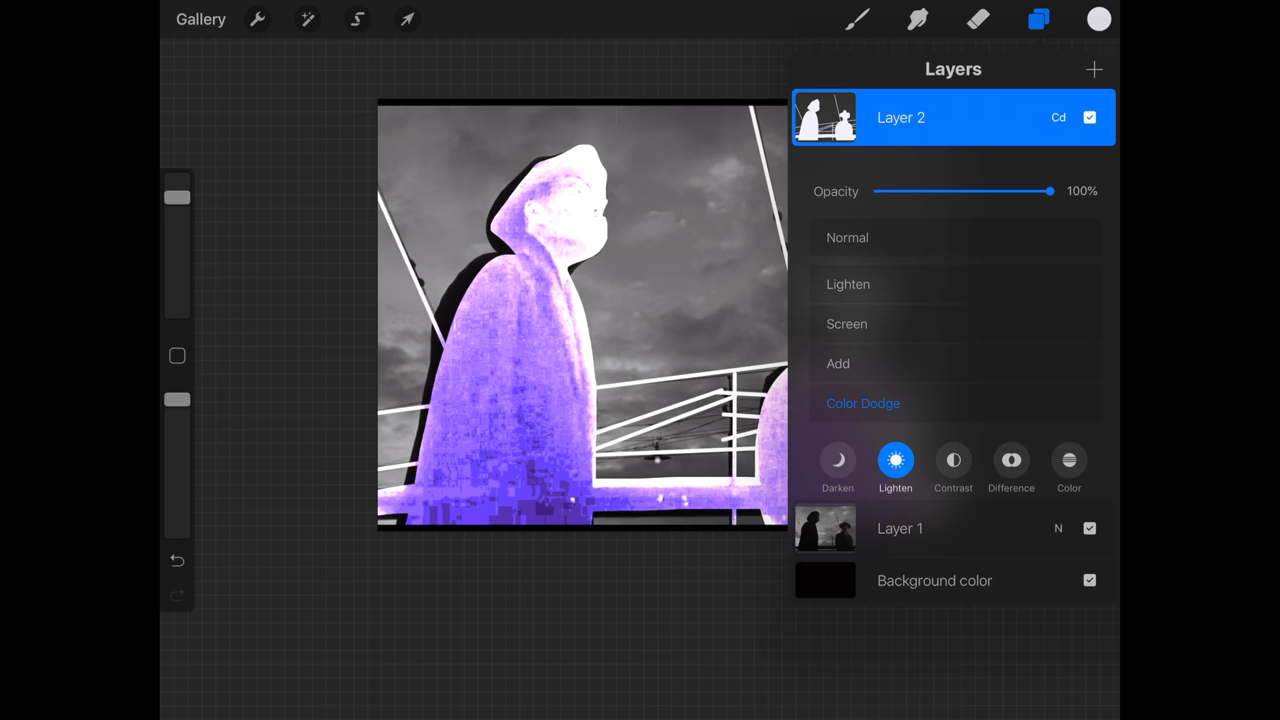 Gallery
Layers
Layer 2 Cd
Opacity 100%
Normal
Lighten
Screen
Add
Color Dodge
Darken Lighten Contrast Difference Color
Layer 1 N
Background color